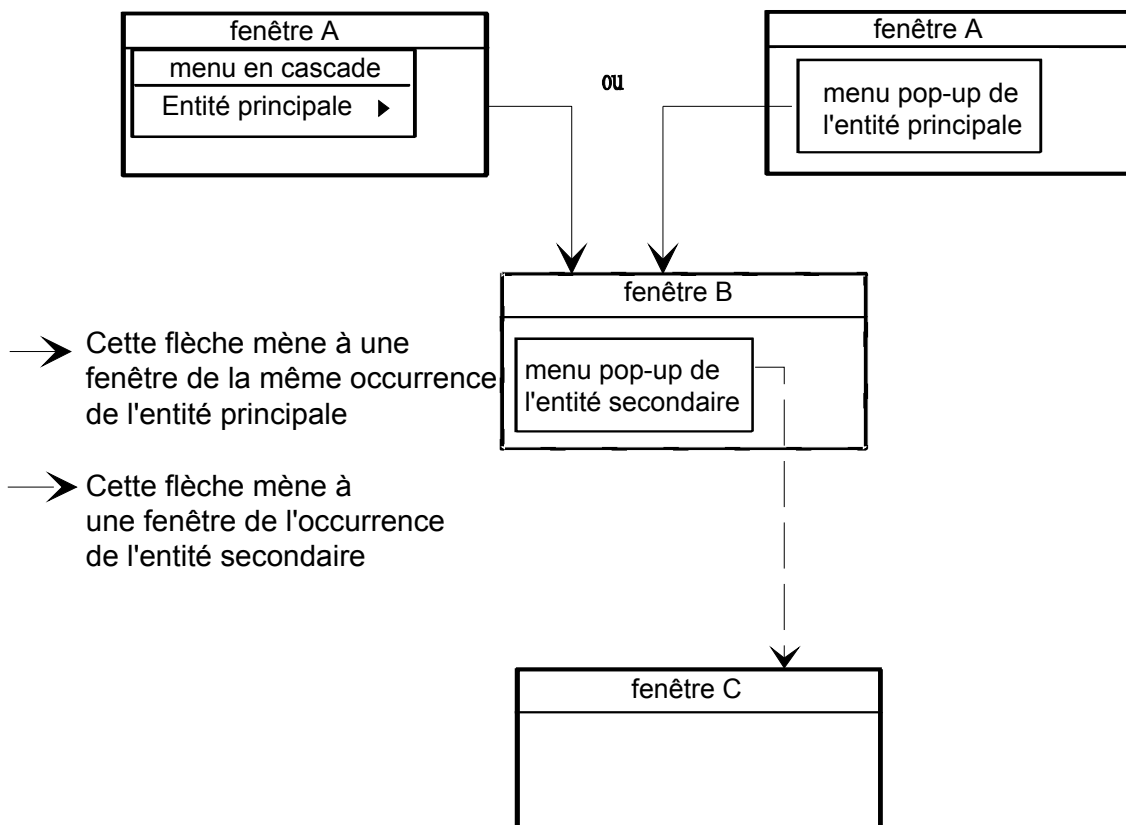 fenêtre A
menu en cascade
Entité principale
ou
fenêtre A
menu pop-up de
l'entité principale
fenêtre B
menu pop-up de
l'entité secondaire
Cette flèche mène à une
fenêtre de la même occurrence
de l'entité principale
Cette flèche mène à
une fenêtre de l'occurrence
de l'entité secondaire
fenêtre C